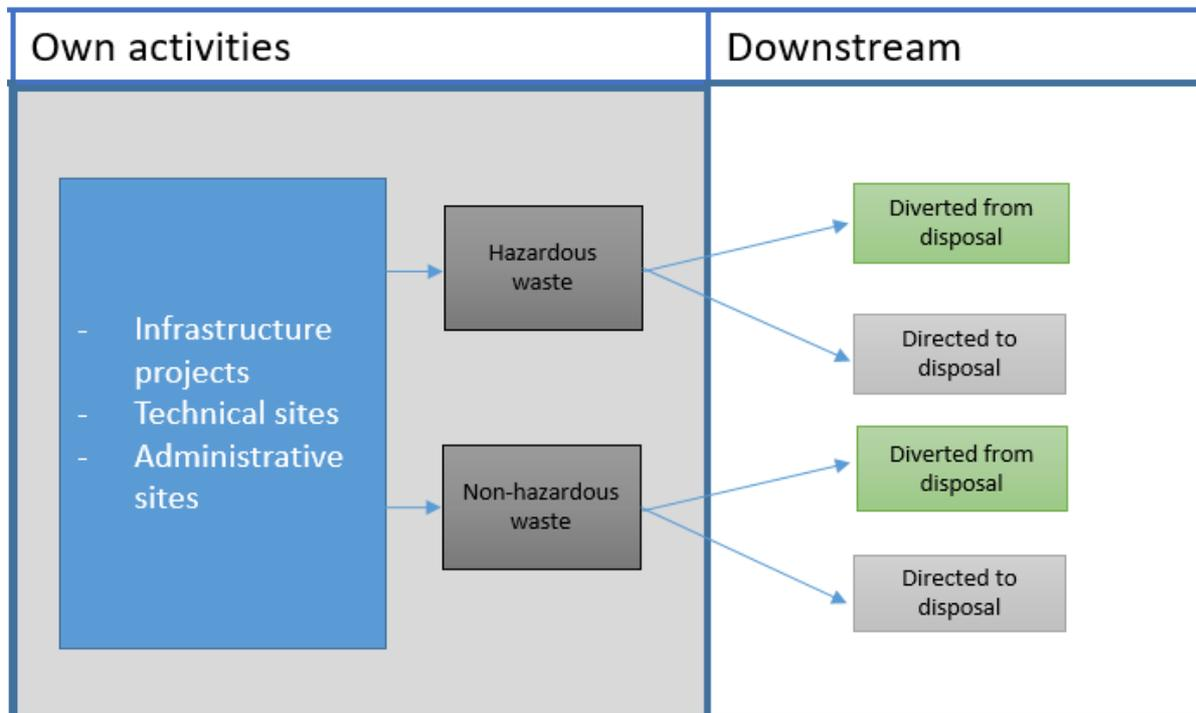 Own activities
Downstream
- Infrastructure
projects
- Technical sites
- Administrative
sites
Hazardous
waste
Non-hazardous
waste
Diverted from
disposal
Directed to
disposal
Diverted from
disposal
Directed to
disposal